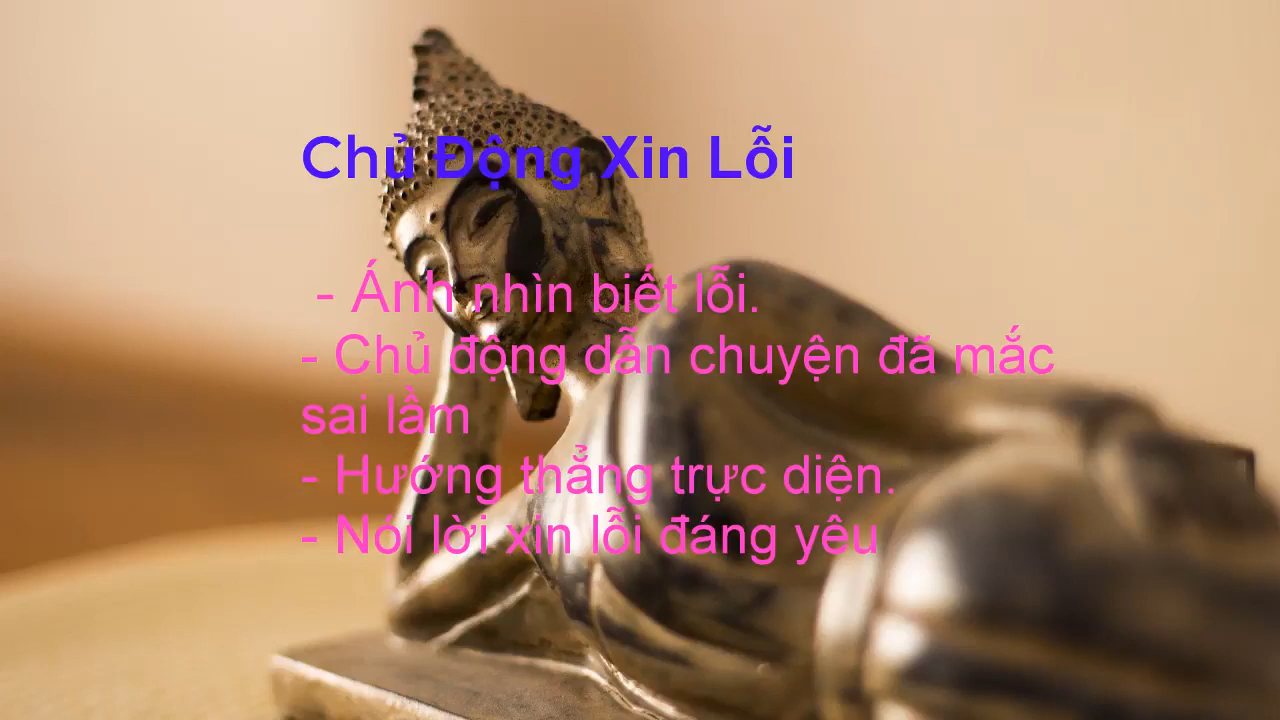 Chủ Động Xin Lỗi
- Ánh nhìn biết lỗi.
- Chủ động dẫn chuyện đã mắc
sai lầm
- Hướng thẳng trực diện.
- Nói lời xin lỗi đáng yêu